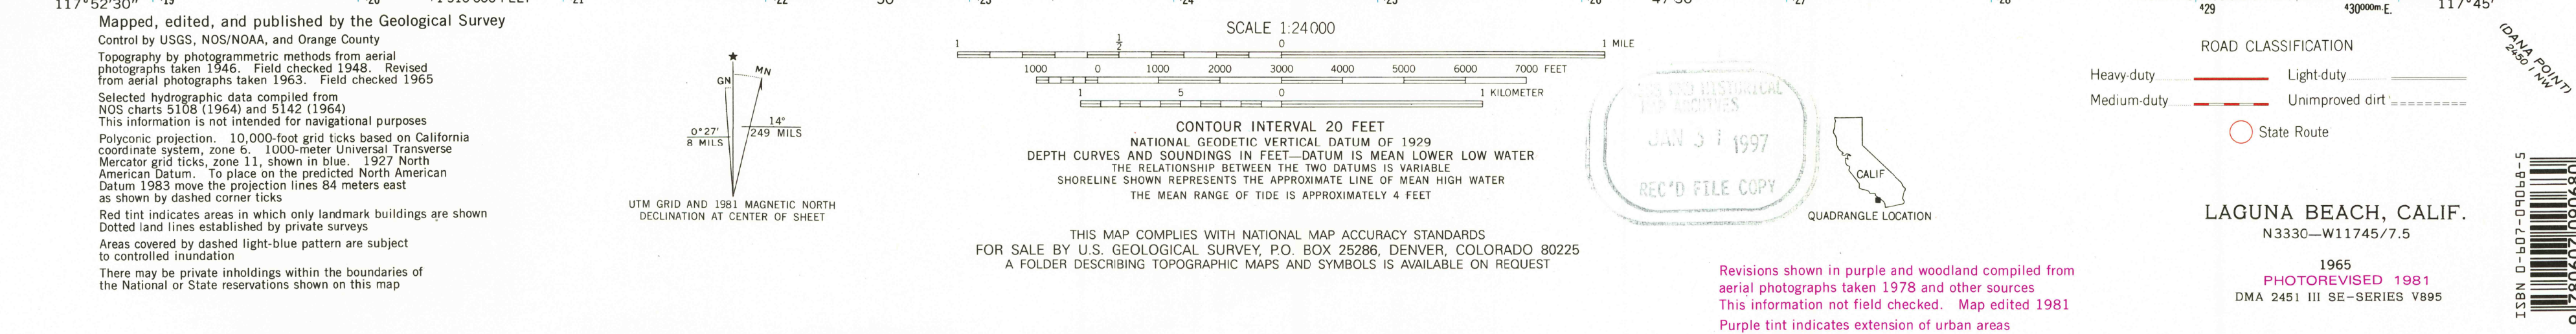 117°52'30"
Mapped, edited, and published by the Geological Survey
Control by USGS, NOS/NOAA, and Orange County
Topography by photogrammetric methods from aerial
photographs taken 1946. Field checked 1948. Revised
from aerial photographs taken 1963. Field checked 1965
Selected hydrographic data compiled from
NOS charts 5108 (1964) and 5142 (1964)
This information is not intended for navigational purposes
Polyconic projection. 10,000-foot grid ticks based on California
coordinate system, zone 6. 1000-meter Universal Transverse
Mercator grid ticks, zone 11, shown in blue. 1927 North
American Datum. To place on the predicted North American
Datum 1983 move the projection lines 84 meters east
as shown by dashed corner ticks
Red tint indicates areas in which only landmark buildings are shown
Dotted land lines established by private surveys
Areas covered by dashed light-blue pattern are subject
to controlled inundation
There may be private inholdings within the boundaries of
the National or State reservations shown on this map
★
GN MN
0°27' 14°
8 MILS 249 MILS
UTM GRID AND 1981 MAGNETIC NORTH
DECLINATION AT CENTER OF SHEET
SCALE 1:24000
1 1/2 0 1 MILE
1000 0 1000 2000 3000 4000 5000 6000 7000 FEET
1 5 0 1 KILOMETER
CONTOUR INTERVAL 20 FEET
NATIONAL GEODETIC VERTICAL DATUM OF 1929
DEPTH CURVES AND SOUNDINGS IN FEET—DATUM IS MEAN LOWER LOW WATER
THE RELATIONSHIP BETWEEN THE TWO DATUMS IS VARIABLE
SHORELINE SHOWN REPRESENTS THE APPROXIMATE LINE OF MEAN HIGH WATER
THE MEAN RANGE OF TIDE IS APPROXIMATELY 4 FEET
THIS MAP COMPLIES WITH NATIONAL MAP ACCURACY STANDARDS
FOR SALE BY U.S. GEOLOGICAL SURVEY, P.O. BOX 25286, DENVER, COLORADO 80225
A FOLDER DESCRIBING TOPOGRAPHIC MAPS AND SYMBOLS IS AVAILABLE ON REQUEST
HISTORICAL
MAP ARCHIVES
JAN 31 1997
REC'D FILE COPY
CALIF
QUADRANGLE LOCATION
Revisions shown in purple and woodland compiled from
aerial photographs taken 1978 and other sources
This information not field checked. Map edited 1981
Purple tint indicates extension of urban areas
429 430000m.E. 117°45'
(DANA POINT)
2450 I NW
ROAD CLASSIFICATION
Heavy-duty Light-duty
Medium-duty Unimproved dirt
State Route
LAGUNA BEACH, CALIF.
N3330—W11745/7.5
1965
PHOTOREVISED 1981
DMA 2451 III SE-SERIES V895
ISBN 0-607-09068-5